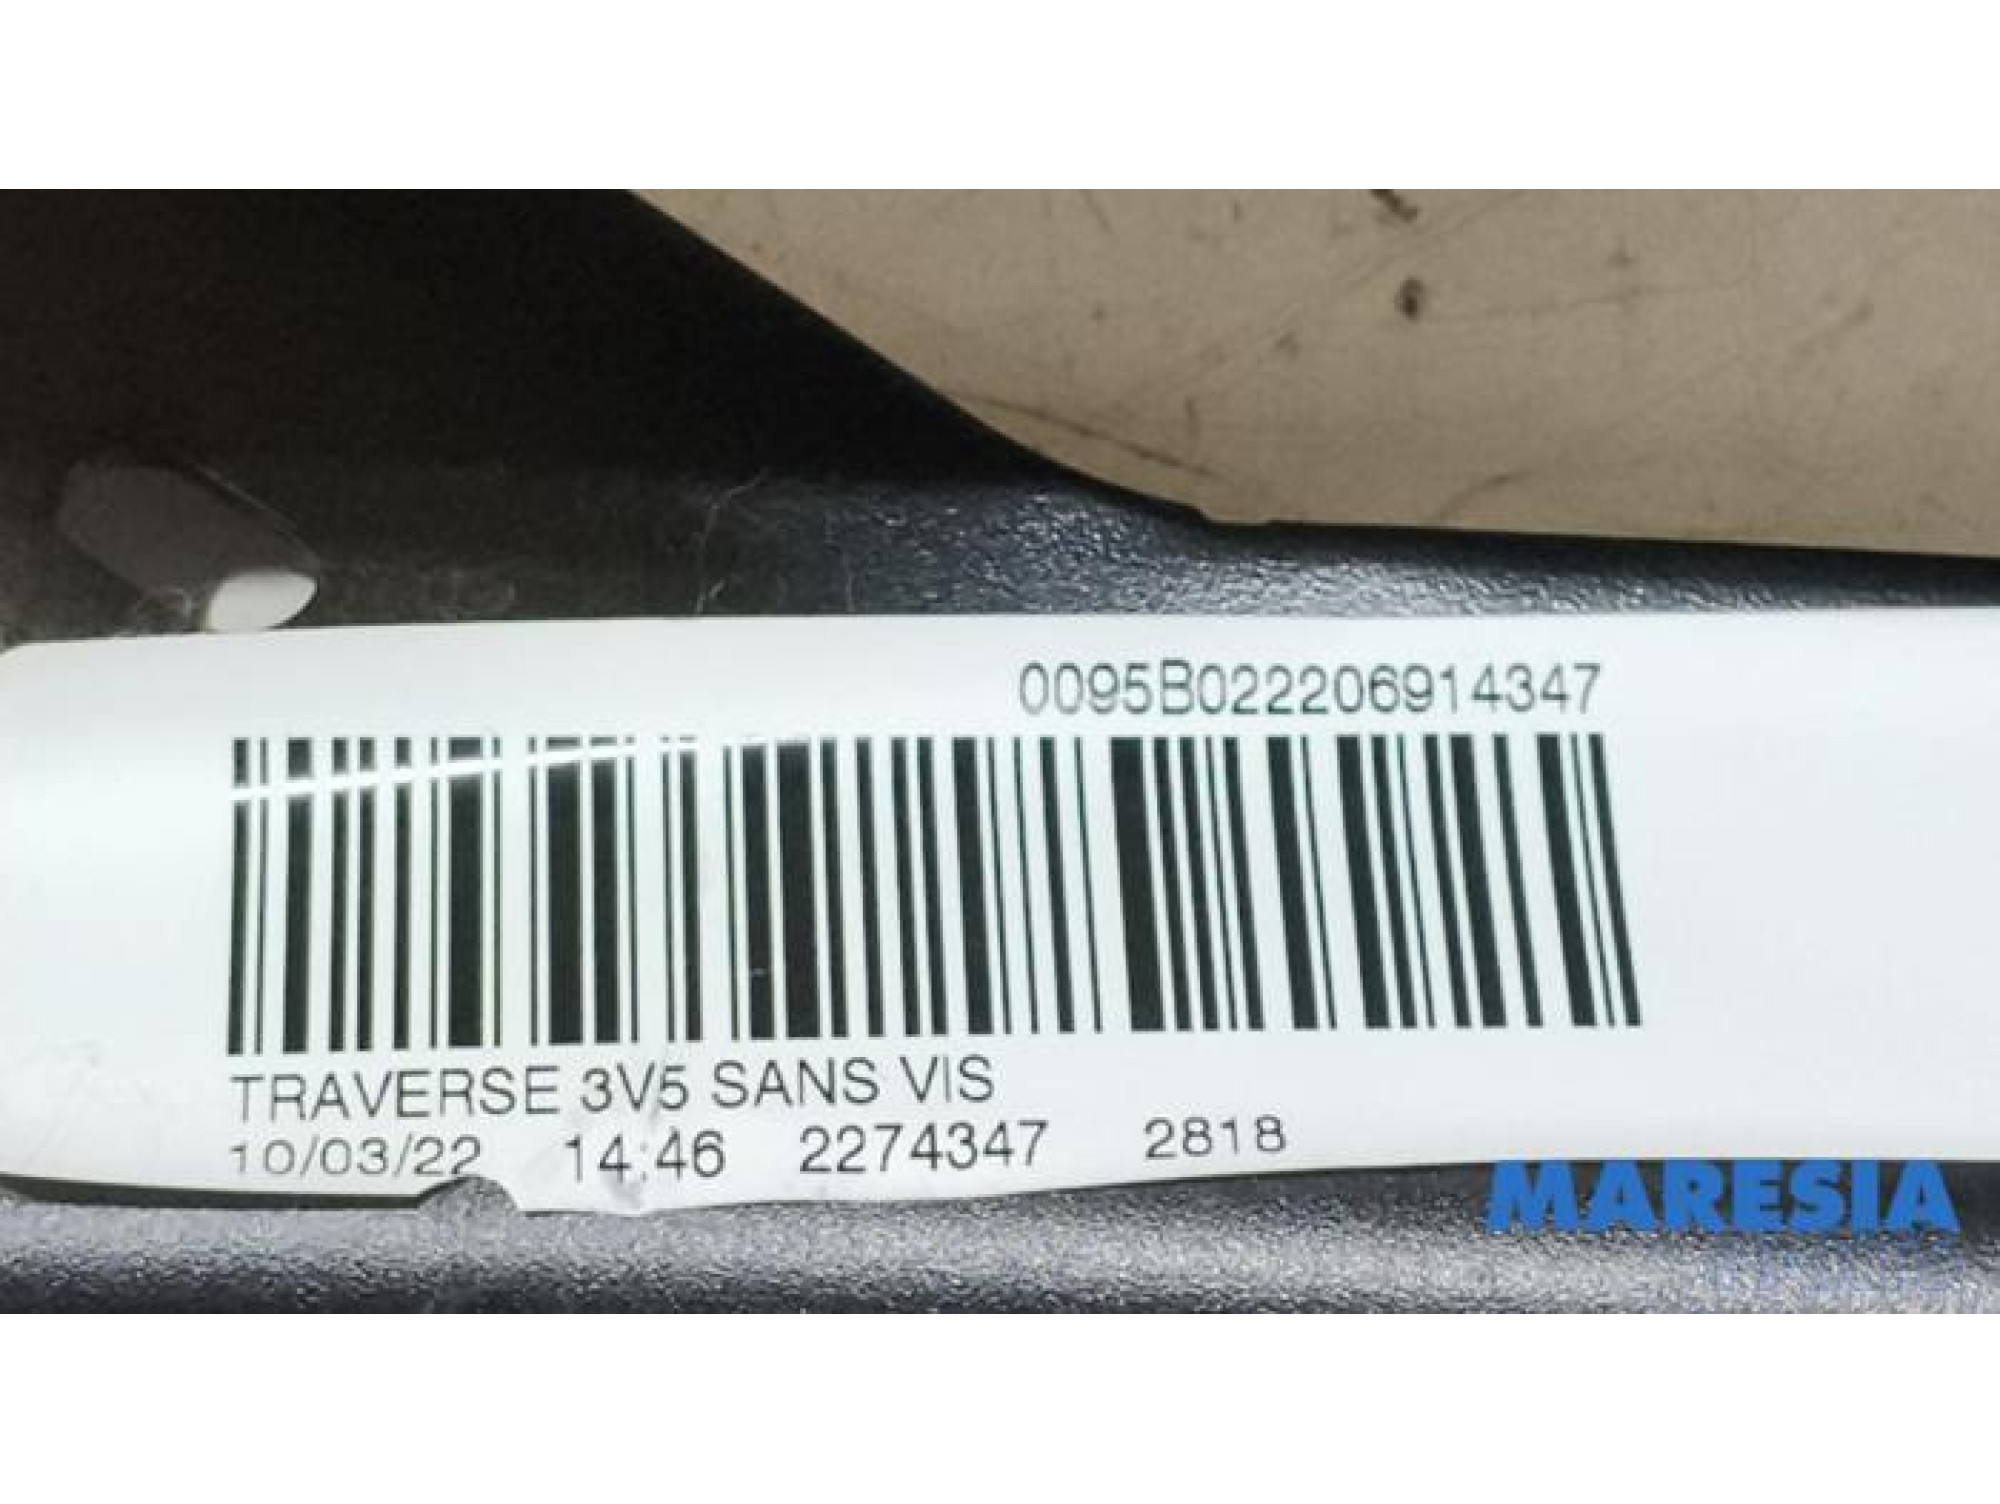 0095B022206914347
TRAVERSE 3V5 SANS VIS
10/03/22 14:46 2274347 2818
MARESIA